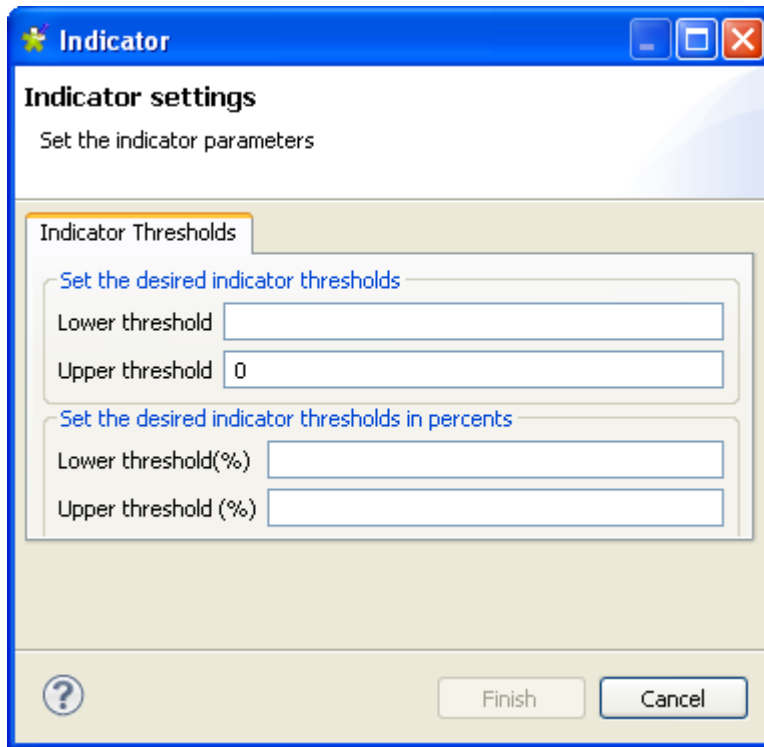 Indicator
Indicator settings
Set the indicator parameters
Indicator Thresholds
Set the desired indicator thresholds
Lower threshold
Upper threshold 0
Set the desired indicator thresholds in percents
Lower threshold(%)
Upper threshold (%)
? Finish Cancel